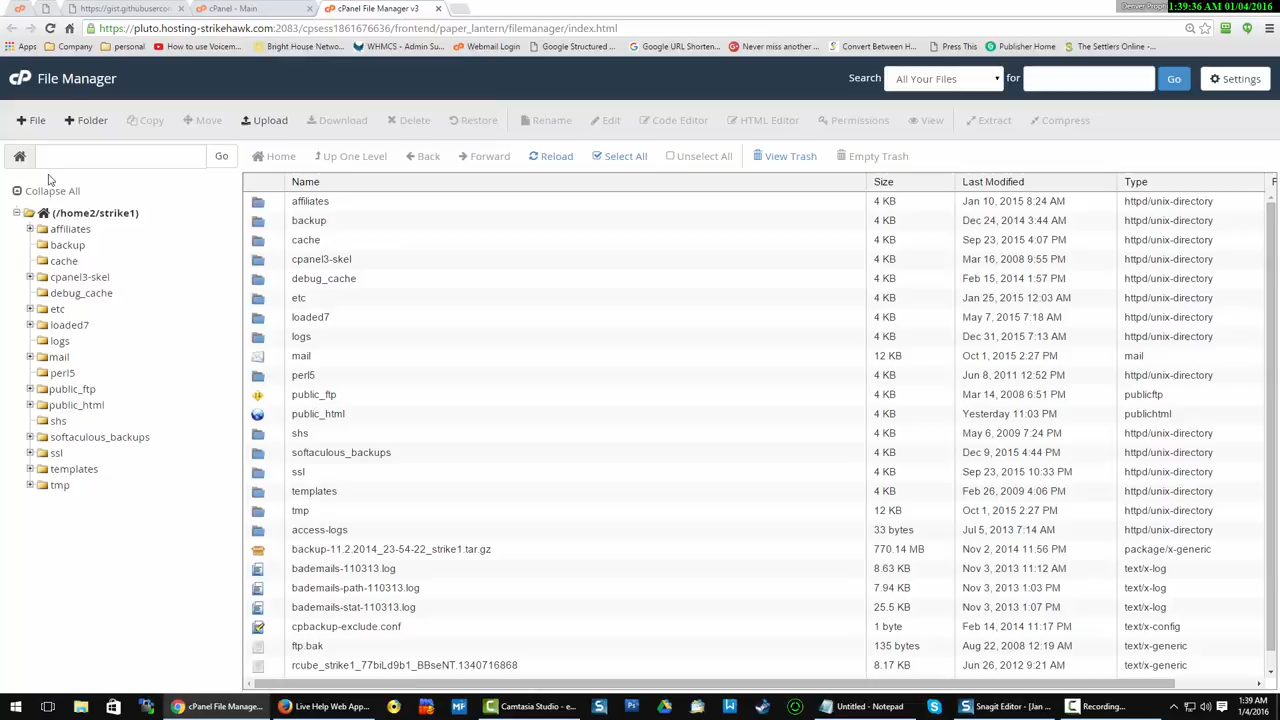 Denver Proph
1:39:36 AM 01/04/2016
https://gist.githubusercon
cPanel - Main
cPanel File Manager v3
https://pluto.hosting-strikehawk.com:2083/cpsess1861676636/frontend/paper_lantern/filemanager/index.html
Apps
Company
personal
How to use Voicem...
Bright House Netwo...
WHMCS - Admin Su...
Webmail Login
Google Structured ...
Google URL Shorten...
Never miss another ...
Convert Between H...
Press This
Publisher Home
The Settlers Online -...
cP File Manager
Search
All Your Files
for
Go
Settings
File
Folder
Copy
Move
Upload
Download
Delete
Restore
Rename
Edit
Code Editor
HTML Editor
Permissions
View
Extract
Compress
Go
Home
Up One Level
Back
Forward
Reload
Select All
Unselect All
View Trash
Empty Trash
Collapse All
(/home2/strike1)
affiliates
backup
cache
cpanel3-skel
debug_cache
etc
loaded7
logs
mail
perl5
public_ftp
public_html
shs
softaculous_backups
ssl
templates
tmp
Name Size Last Modified Type P
affiliates 4 KB Jan 10, 2015 8:24 AM httpd/unix-directory
backup 4 KB Dec 24, 2014 3:44 AM httpd/unix-directory
cache 4 KB Sep 23, 2015 4:07 PM httpd/unix-directory
cpanel3-skel 4 KB Mar 16, 2008 9:55 PM httpd/unix-directory
debug_cache 4 KB Feb 15, 2014 1:57 PM httpd/unix-directory
etc 4 KB Jan 25, 2015 12:03 AM httpd/unix-directory
loaded7 4 KB May 7, 2015 7:18 AM httpd/unix-directory
logs 4 KB Dec 31, 2015 7:13 AM httpd/unix-directory
mail 12 KB Oct 1, 2015 2:27 PM mail
perl5 4 KB Jun 8, 2011 12:52 PM httpd/unix-directory
public_ftp 4 KB Mar 14, 2008 6:51 PM publicftp
public_html 4 KB Yesterday 11:03 PM publichtml
shs 4 KB May 6, 2009 7:24 PM httpd/unix-directory
softaculous_backups 4 KB Dec 9, 2015 4:44 PM httpd/unix-directory
ssl 4 KB Sep 23, 2015 10:33 PM httpd/unix-directory
templates 4 KB Feb 26, 2009 4:06 PM httpd/unix-directory
tmp 12 KB Oct 1, 2015 2:27 PM httpd/unix-directory
access-logs 33 bytes Jul 5, 2013 7:14 AM httpd/unix-directory
backup-11.2.2014_23-54-22_strike1.tar.gz 770.14 MB Nov 2, 2014 11:56 PM package/x-generic
bademails-110313.log 8.63 KB Nov 3, 2013 11:12 AM text/x-log
bademails-path-110313.log 7.94 KB Nov 3, 2013 1:03 PM text/x-log
bademails-stat-110313.log 25.5 KB Nov 3, 2013 1:07 PM text/x-log
cpbackup-exclude.conf 1 byte Feb 14, 2014 11:17 PM text/x-config
ftp.bak 135 bytes Aug 22, 2008 12:19 AM text/x-generic
rcube_strike1_77biLd9b1_BBseNT.1340716868 8.17 KB Jun 26, 2012 9:21 AM text/x-generic
cPanel File Manage...
Live Help Web App...
MF
Camtasia Studio - e...
Untitled - Notepad
Snagit Editor - [Jan ...
Recording...
1:39 AM
1/4/2016